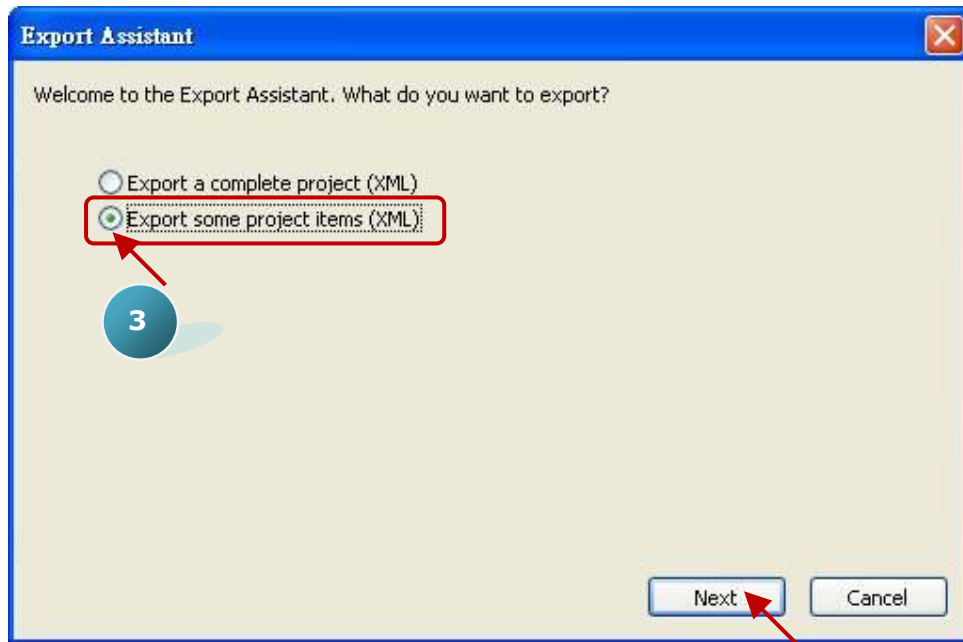 Export Assistant
Welcome to the Export Assistant. What do you want to export?
Export a complete project (XML)
Export some project items (XML)
3
Next
Cancel